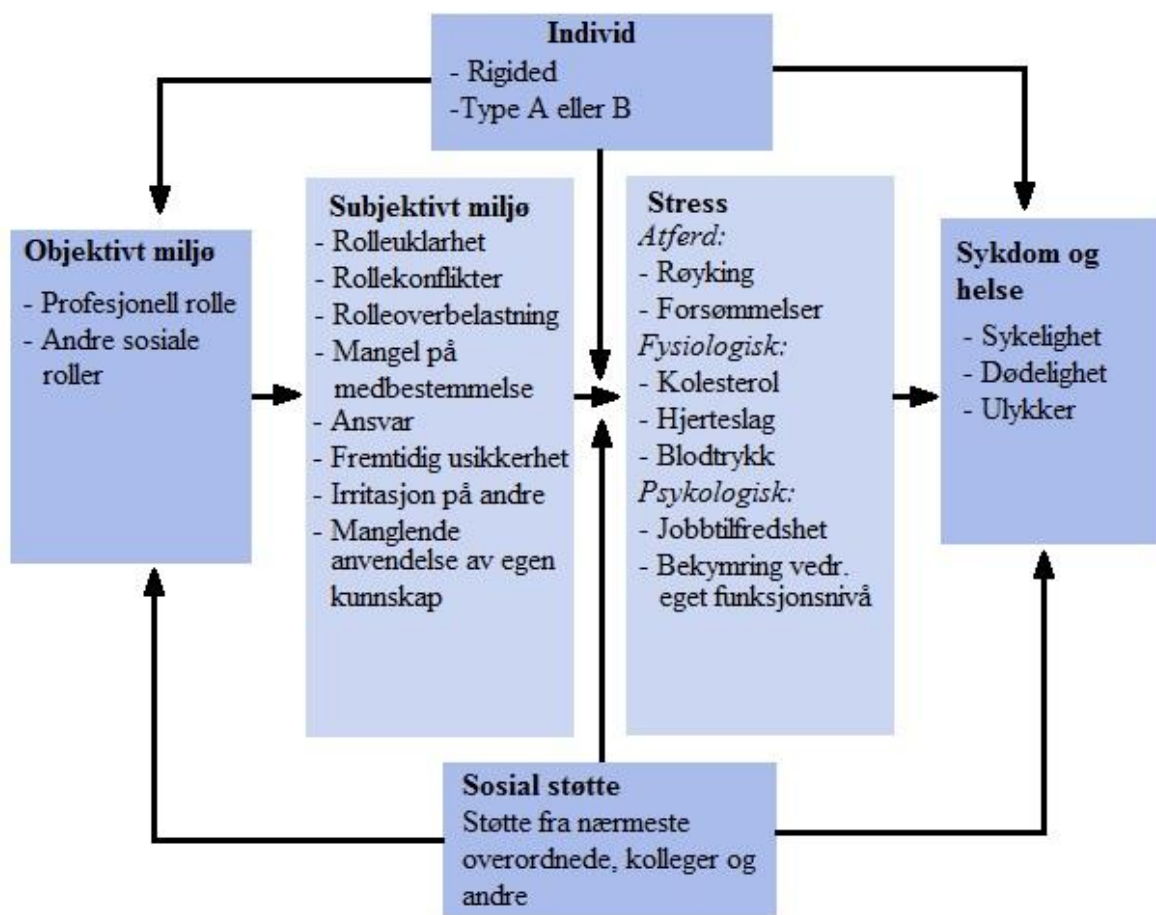 Individ
- Rigided
-Type A eller B
Objektivt miljø
- Profesjonell rolle
- Andre sosiale
roller
Subjektivt miljø
- Rolleuklarhet
- Rollekonflikter
- Rolleoverbelastning
- Mangel på
medbestemmelse
- Ansvar
- Fremtidig usikkerhet
- Irritasjon på andre
- Manglende
anvendelse av egen
kunnskap
Stress
Atferd:
- Røyking
- Forsømmelser
Fysiologisk:
- Kolesterol
- Hjerteslag
- Blodtrykk
Psykologisk:
- Jobbtilfredshet
- Bekymring vedr.
eget funksjonsnivå
Sykdom og
helse
- Sykelighet
- Dødelighet
- Ulykker
Sosial støtte
Støtte fra nærmeste
overordnede, kolleger og
andre